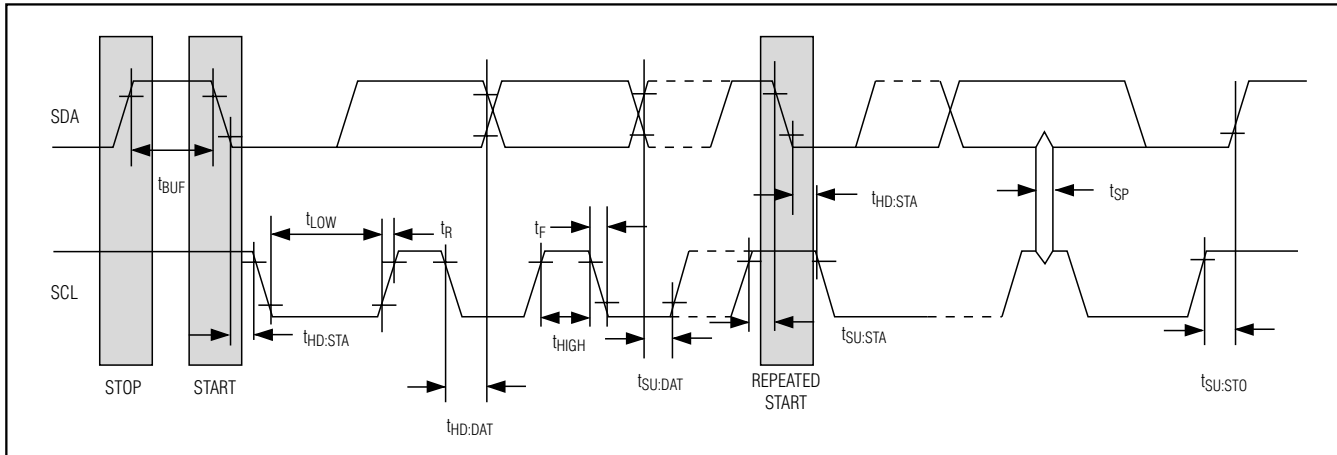 SDA
tBUF
tHD:STA
tSP
tLOW
tR
tF
SCL
tHD:STA
tHIGH
tSU:STA
tSU:DAT
STOP
START
REPEATED
START
tSU:STO
tHD:DAT